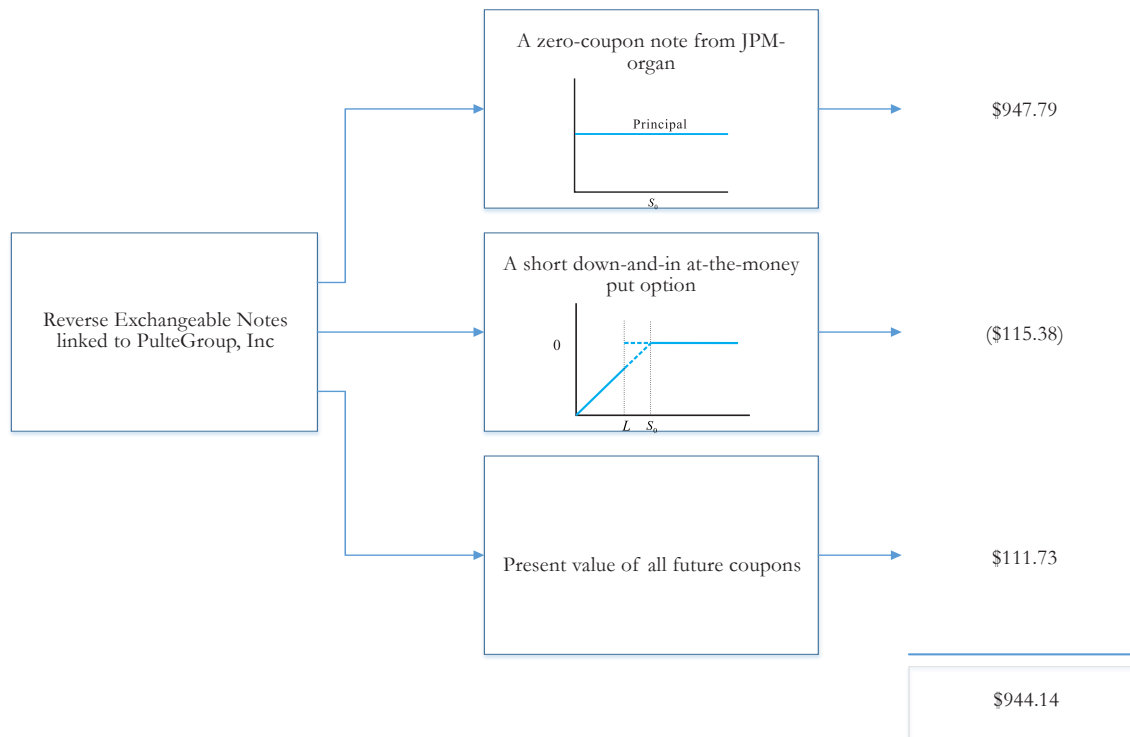 A zero-coupon note from JPM-
organ
Principal
S₀
$947.79
Reverse Exchangeable Notes
linked to PulteGroup, Inc
A short down-and-in at-the-money
put option
0
L S₀
($115.38)
Present value of all future coupons
$111.73
$944.14